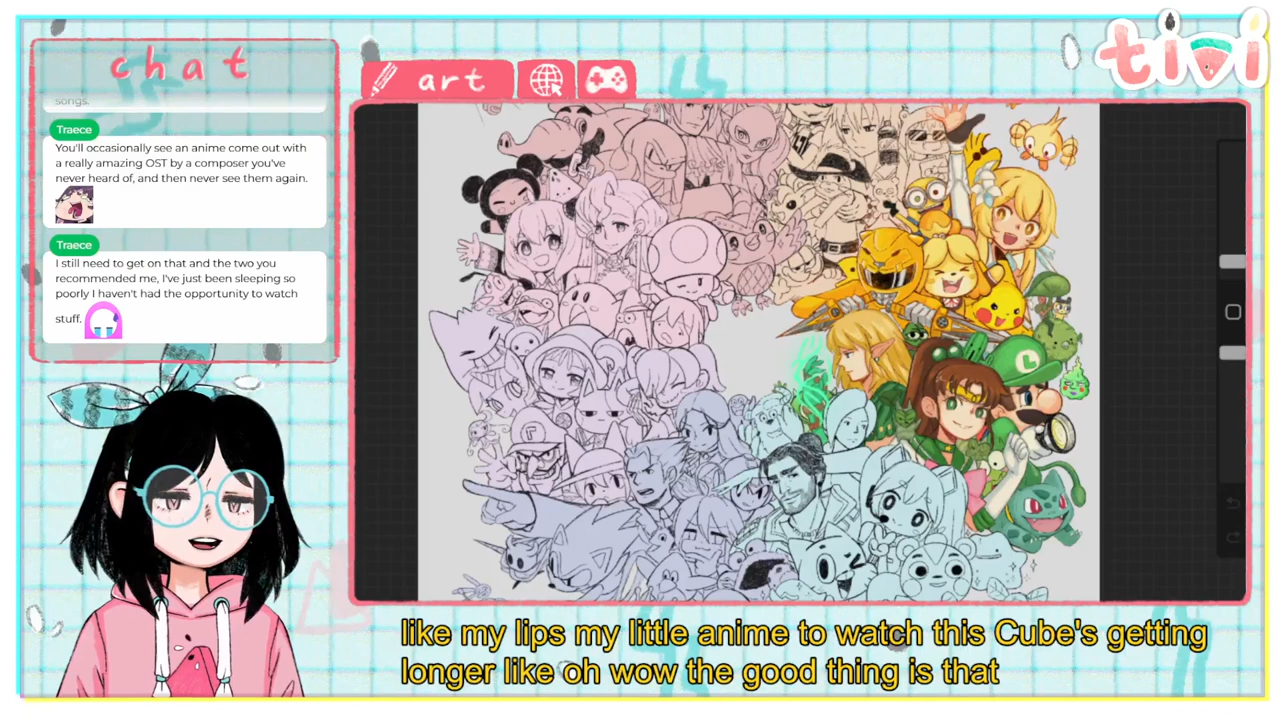 chat
songs.
Traece
You'll occasionally see an anime come out with
a really amazing OST by a composer you've
never heard of, and then never see them again.
Traece
I still need to get on that and the two you
recommended me, I've just been sleeping so
poorly I haven't had the opportunity to watch
stuff.
art
tivi
L
like my lips my little anime to watch this Cube's getting
longer like oh wow the good thing is that